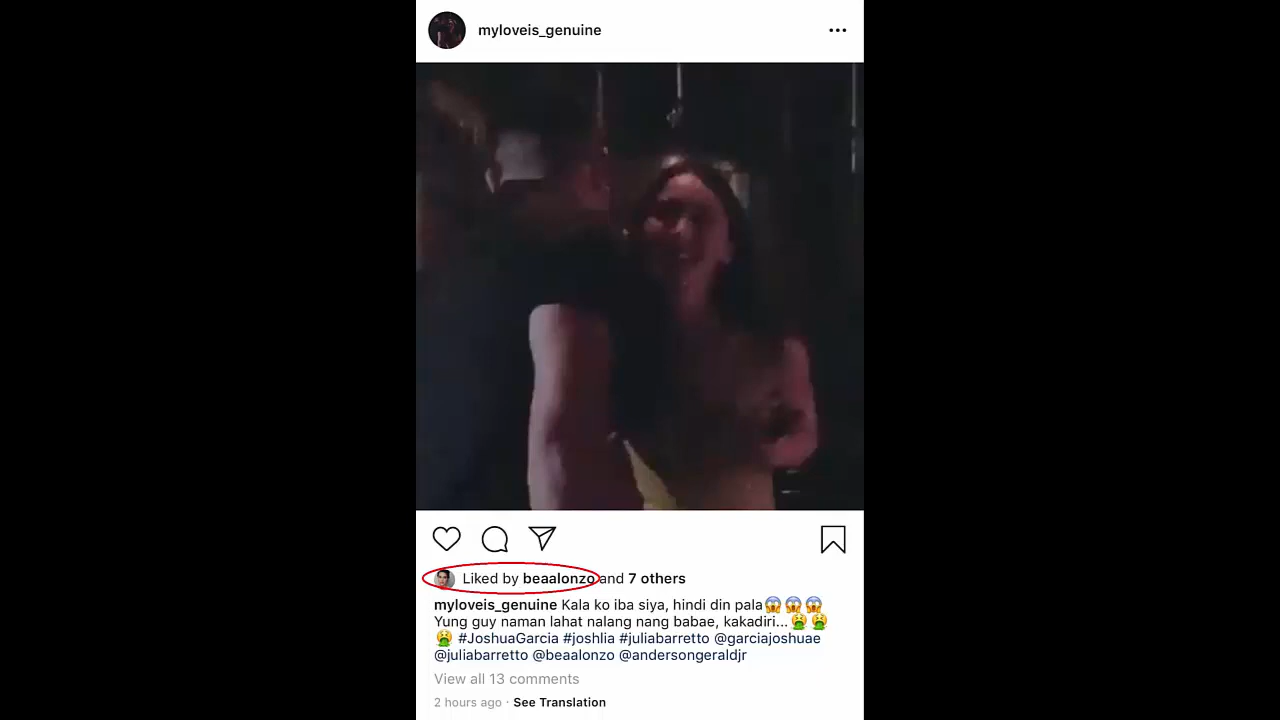 myloveis_genuine
Liked by beaalonzo and 7 others
myloveis_genuine Kala ko iba siya, hindi din pala😱😱😱
Yung guy naman lahat nalang nang babae, kakadiri...🤮🤮
🤮 #JoshuaGarcia #joshlia #juliabarretto @garciajoshuae
@juliabarretto @beaalonzo @andersongeraldjr
View all 13 comments
2 hours ago · See Translation